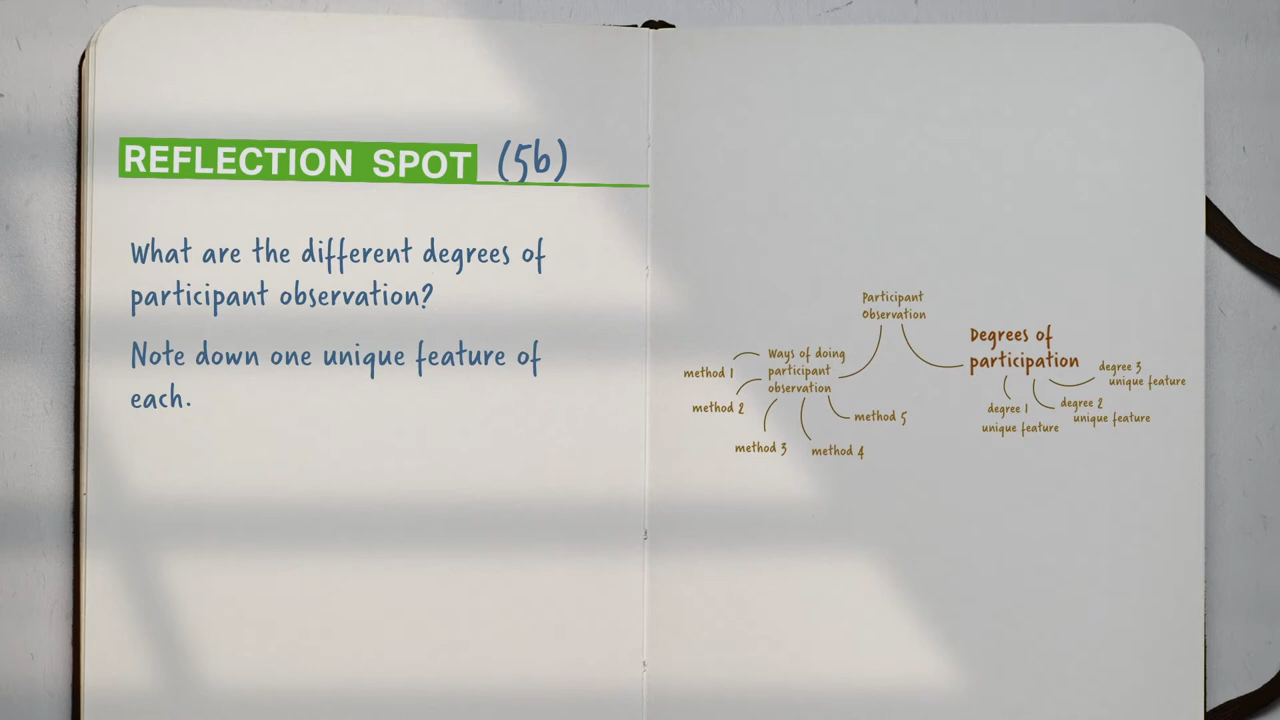 REFLECTION SPOT (5b)
What are the different degrees of
participant observation?
Note down one unique feature of
each.
Participant
Observation
Ways of doing
participant
observation
method 1
method 2
method 3
method 4
method 5
Degrees of
participation
degree 1
unique feature
degree 2
unique feature
degree 3
unique feature